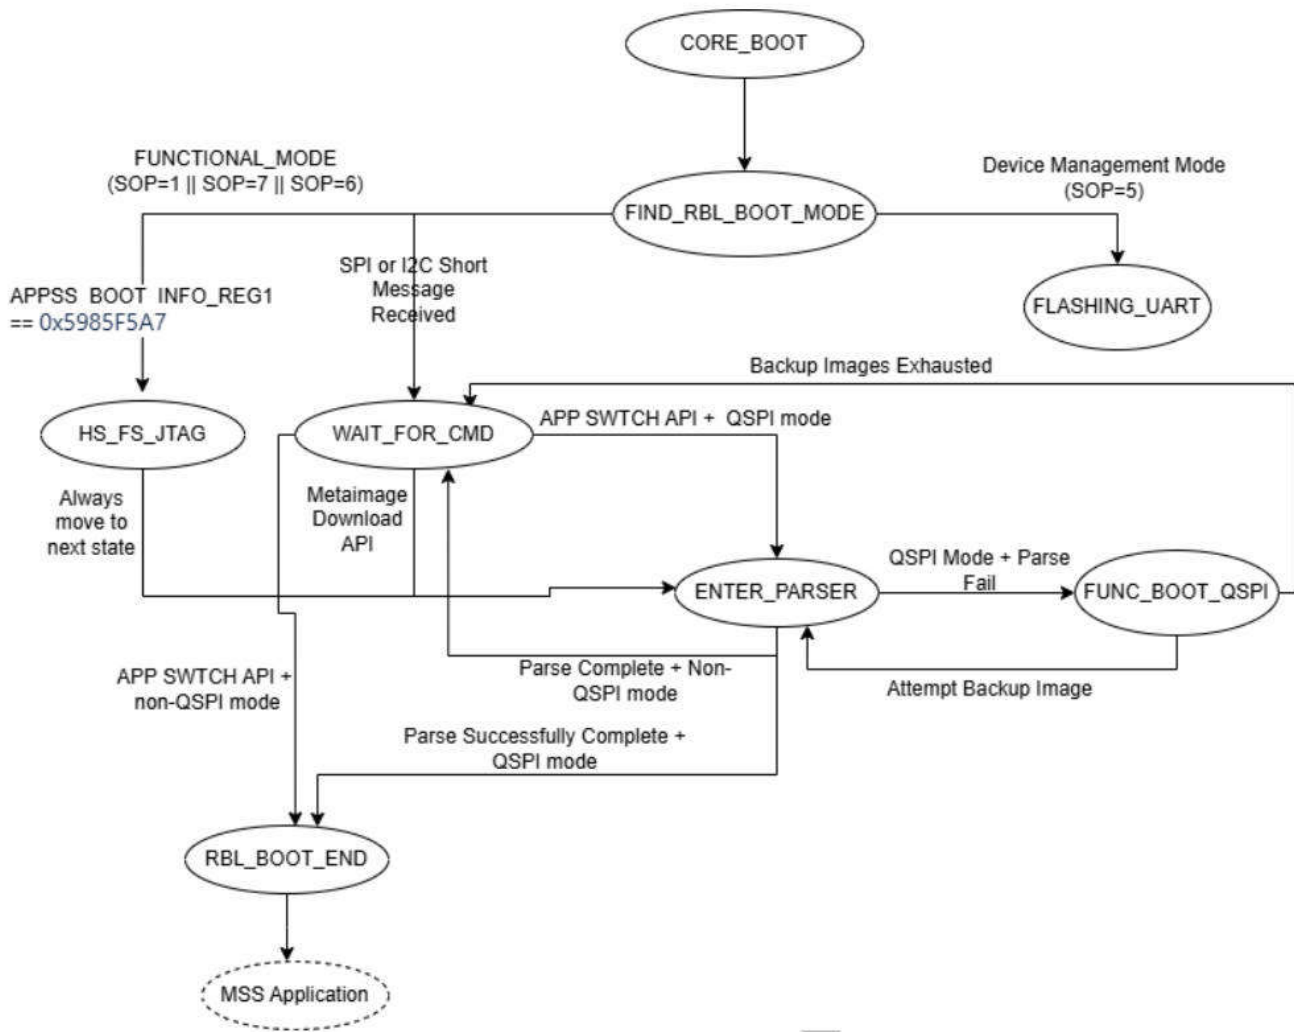 CORE_BOOT
FUNCTIONAL_MODE
(SOP=1 || SOP=7 || SOP=6)
Device Management Mode
(SOP=5)
FIND_RBL_BOOT_MODE
SPI or I2C Short
Message
Received
APPSS BOOT INFO_REG1
== 0x5985F5A7
FLASHING_UART
Backup Images Exhausted
HS_FS_JTAG
WAIT_FOR_CMD
APP SWTCH API + QSPI mode
Always
move to
next state
Metaimage
Download
API
ENTER_PARSER
QSPI Mode + Parse
Fail
FUNC_BOOT_QSPI
APP SWTCH API +
non-QSPI mode
Parse Complete + Non-
QSPI mode
Attempt Backup Image
Parse Successfully Complete +
QSPI mode
RBL_BOOT_END
MSS Application